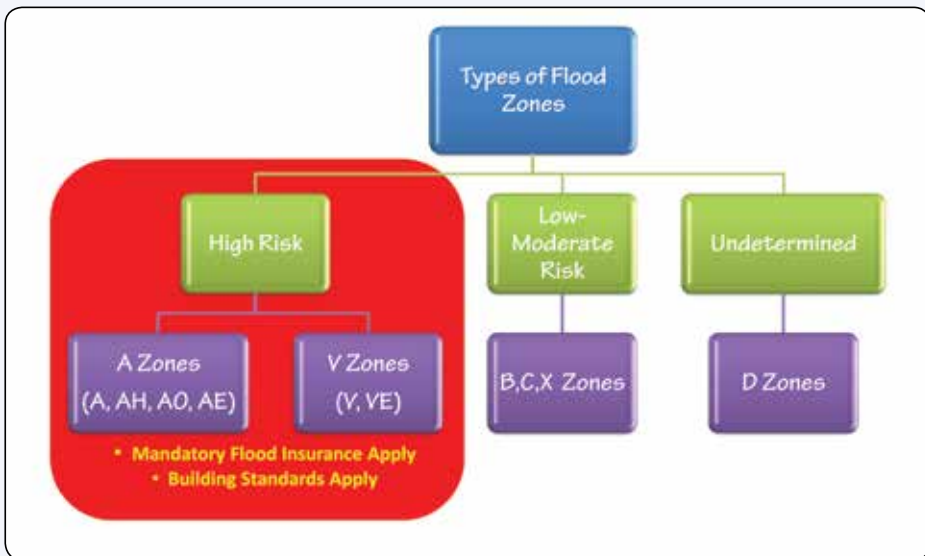 Types of Flood
Zones
High Risk
Low-
Moderate
Risk
Undetermined
A Zones
(A, AH, AO, AE)
V Zones
(V, VE)
B,C,X Zones
D Zones
• Mandatory Flood Insurance Apply
• Building Standards Apply